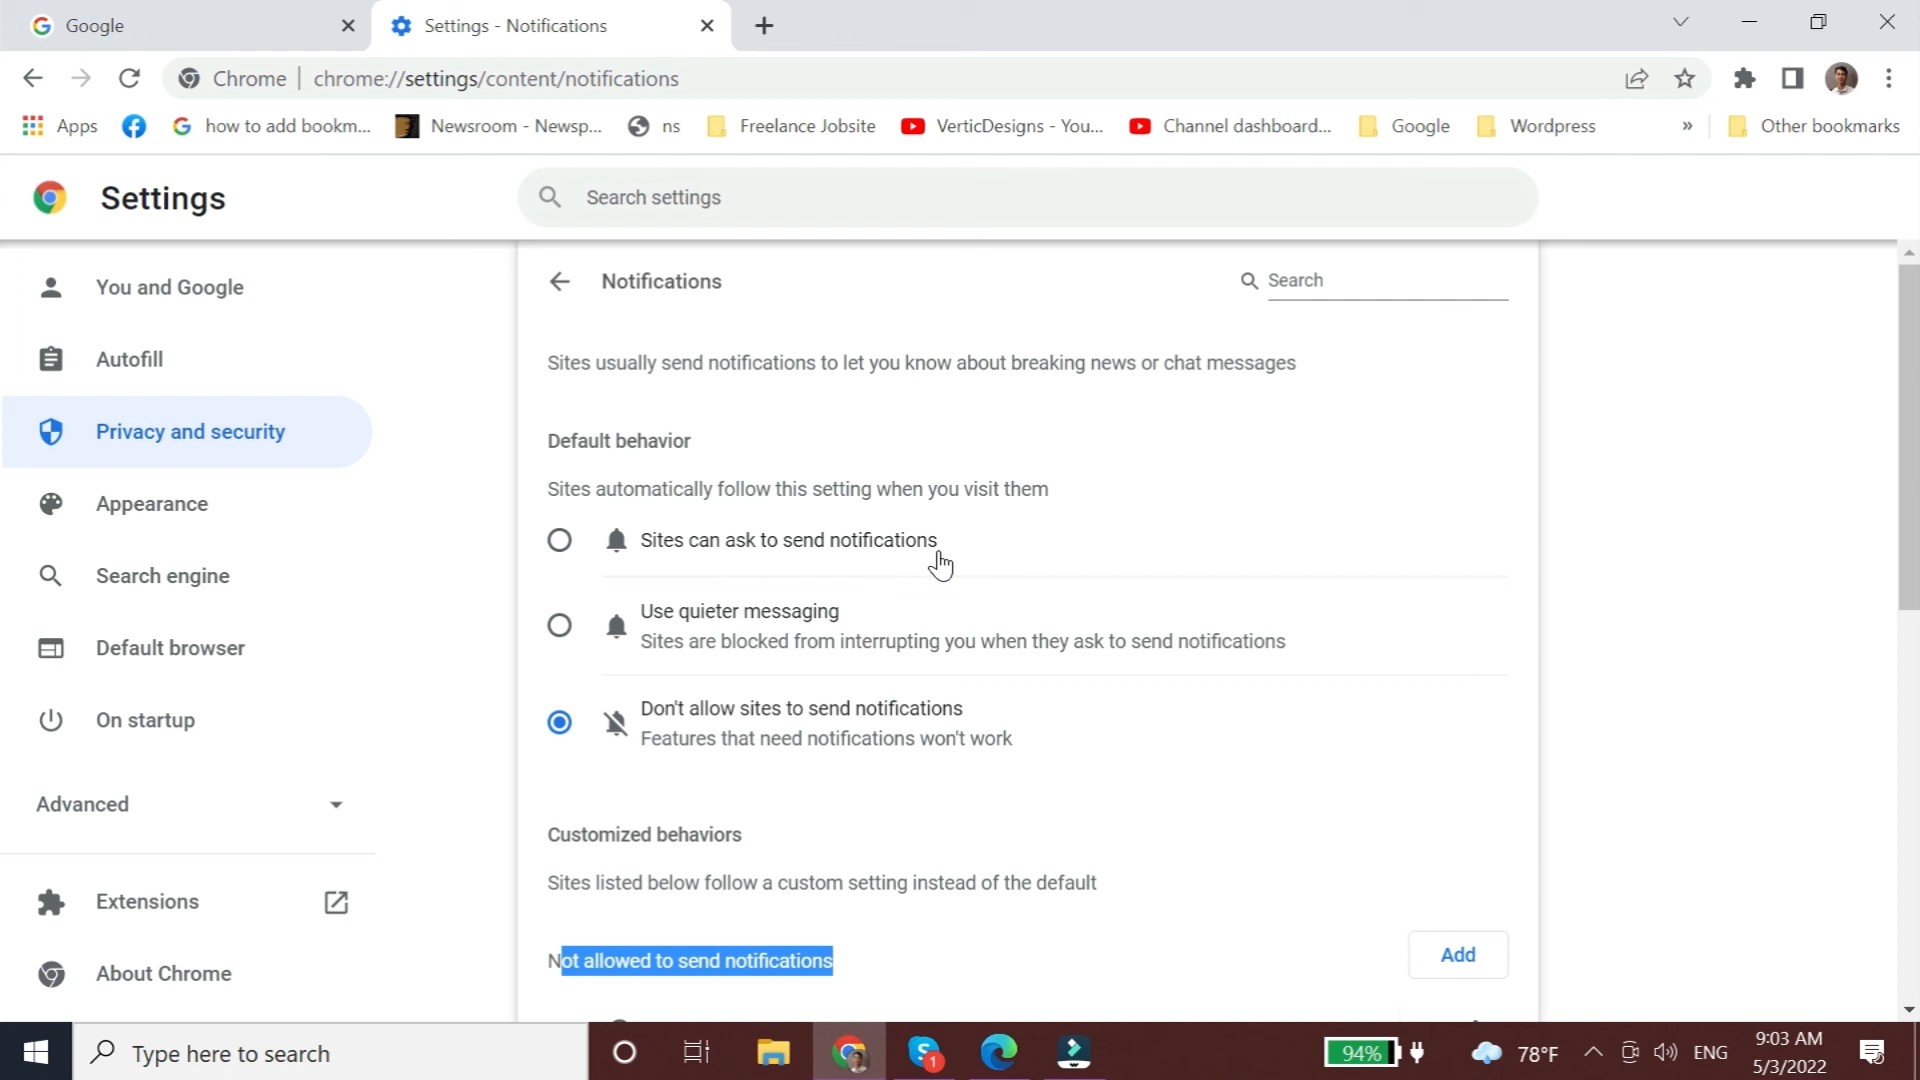 Google
Settings - Notifications
Chrome | chrome://settings/content/notifications
Apps
how to add bookm...
Newsroom - Newsp...
ns
Freelance Jobsite
VerticDesigns - You...
Channel dashboard...
Google
Wordpress
»
Other bookmarks
Settings
Search settings
You and Google
Autofill
Privacy and security
Appearance
Search engine
Default browser
On startup
Advanced
Extensions
About Chrome
Notifications
Search
Sites usually send notifications to let you know about breaking news or chat messages
Default behavior
Sites automatically follow this setting when you visit them
Sites can ask to send notifications
Use quieter messaging
Sites are blocked from interrupting you when they ask to send notifications
Don't allow sites to send notifications
Features that need notifications won't work
Customized behaviors
Sites listed below follow a custom setting instead of the default
Not allowed to send notifications
Add
Type here to search
1
94%
78°F
ENG
9:03 AM
5/3/2022